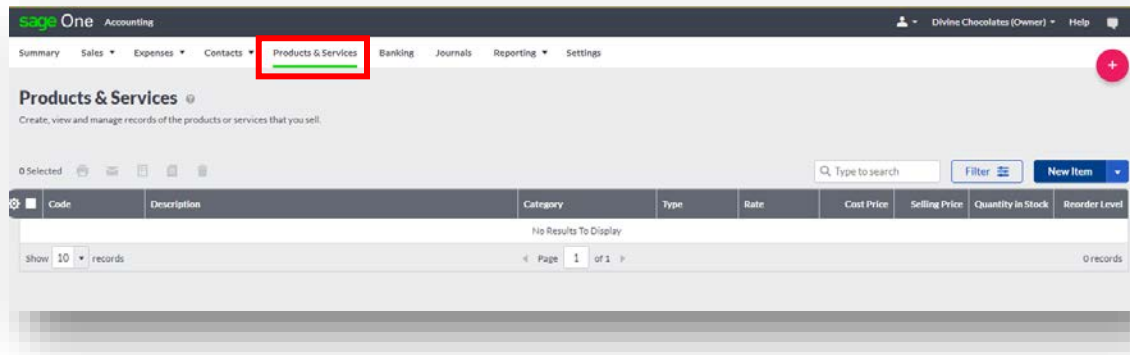 sage One Accounting Divine Chocolates (Owner) Help
Summary Sales Expenses Contacts Products & Services Banking Journals Reporting Settings
+
Products & Services
Create, view and manage records of the products or services that you sell.
0 Selected Type to search Filter New Item
Code Description Category Type Rate Cost Price Selling Price Quantity in Stock Reorder Level
No Results To Display
Show 10 records Page 1 of 1 0 records